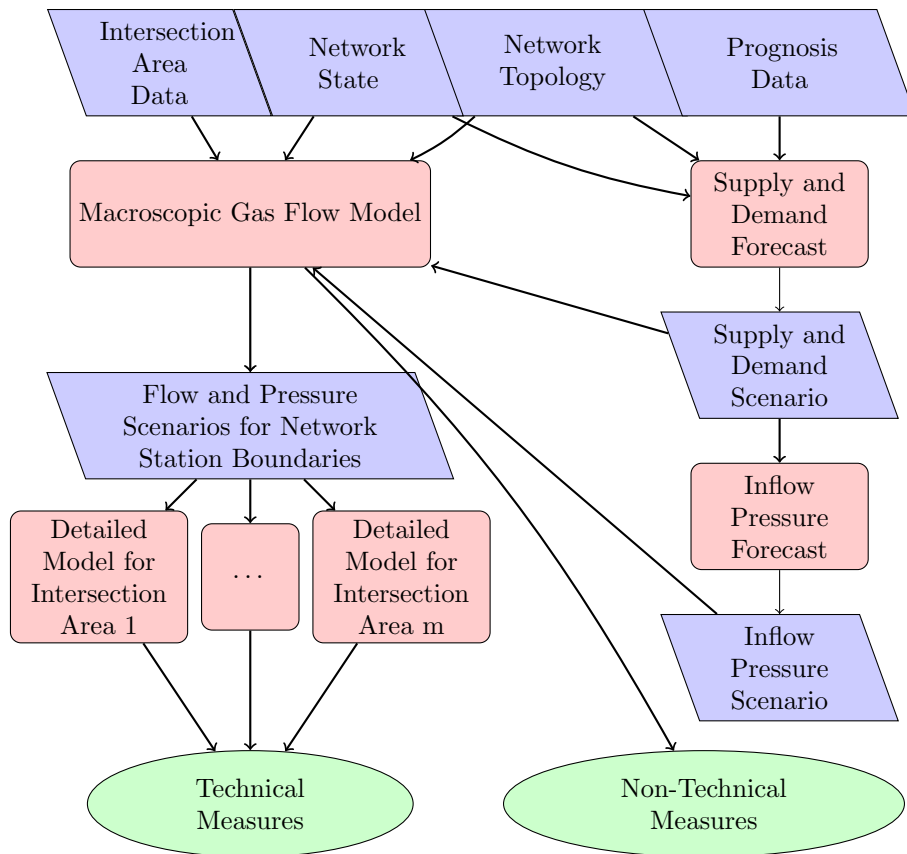 Intersection
Area
Data
Network
State
Network
Topology
Prognosis
Data
Macroscopic Gas Flow Model
Supply and
Demand
Forecast
Supply and
Demand
Scenario
Flow and Pressure
Scenarios for Network
Station Boundaries
Inflow
Pressure
Forecast
Detailed
Model for
Intersection
Area 1
...
Detailed
Model for
Intersection
Area m
Inflow
Pressure
Scenario
Technical
Measures
Non-Technical
Measures